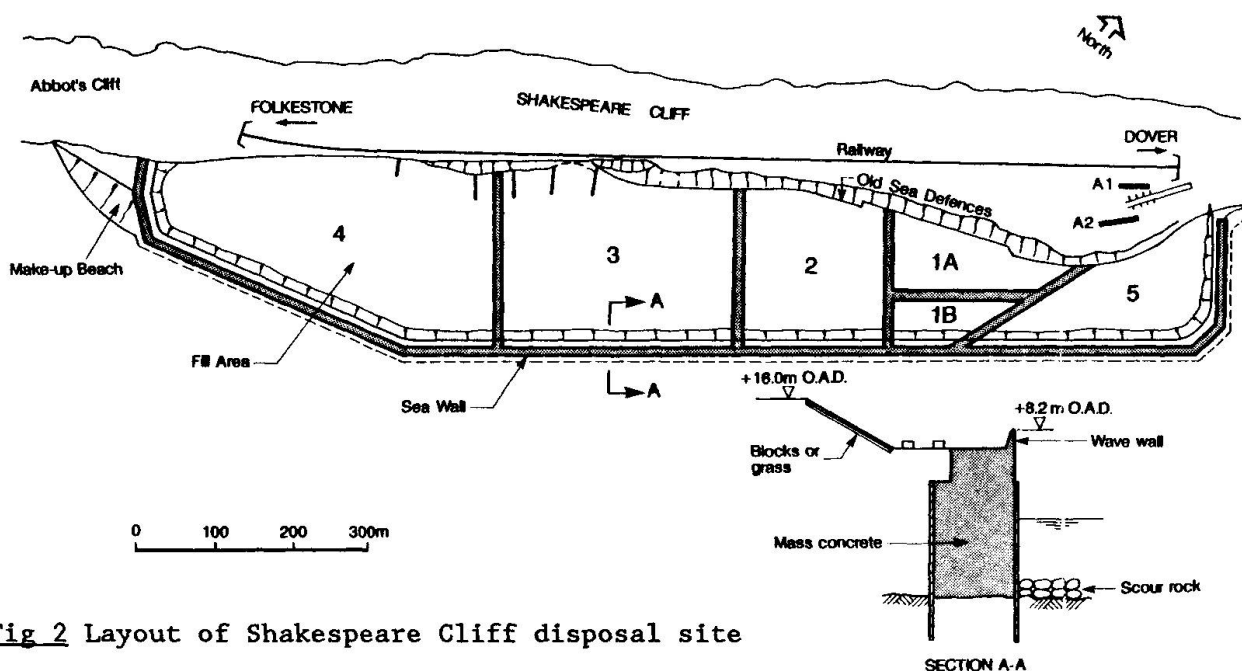 North
Abbot's Cliff
FOLKESTONE
SHAKESPEARE CLIFF
DOVER
Railway
A1
Old Sea Defences
A2
Make-up Beach
4
3
2
1A
1B
5
A
Fill Area
A
Sea Wall
+16.0m O.A.D.
+8.2 m O.A.D.
Wave wall
Blocks or
grass
0 100 200 300m
Mass concrete
Scour rock
Fig 2 Layout of Shakespeare Cliff disposal site
SECTION A-A